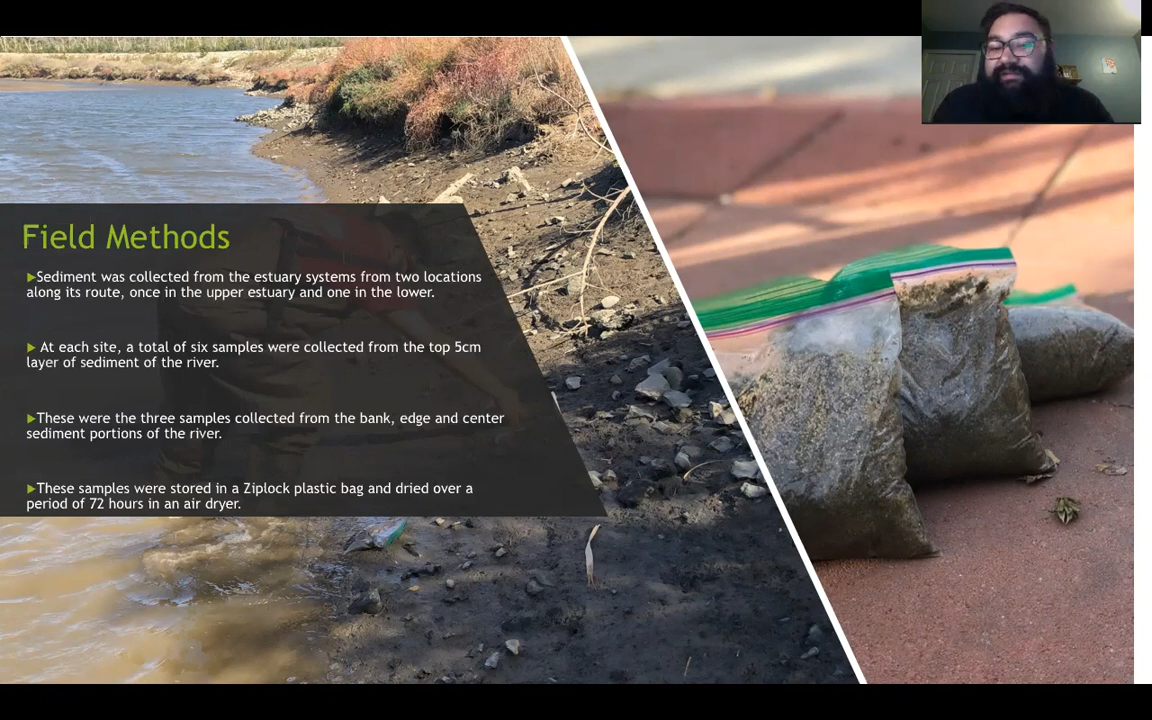 Field Methods
▶Sediment was collected from the estuary systems from two locations
along its route, once in the upper estuary and one in the lower.
▶ At each site, a total of six samples were collected from the top 5cm
layer of sediment of the river.
▶These were the three samples collected from the bank, edge and center
sediment portions of the river.
▶These samples were stored in a Ziplock plastic bag and dried over a
period of 72 hours in an air dryer.